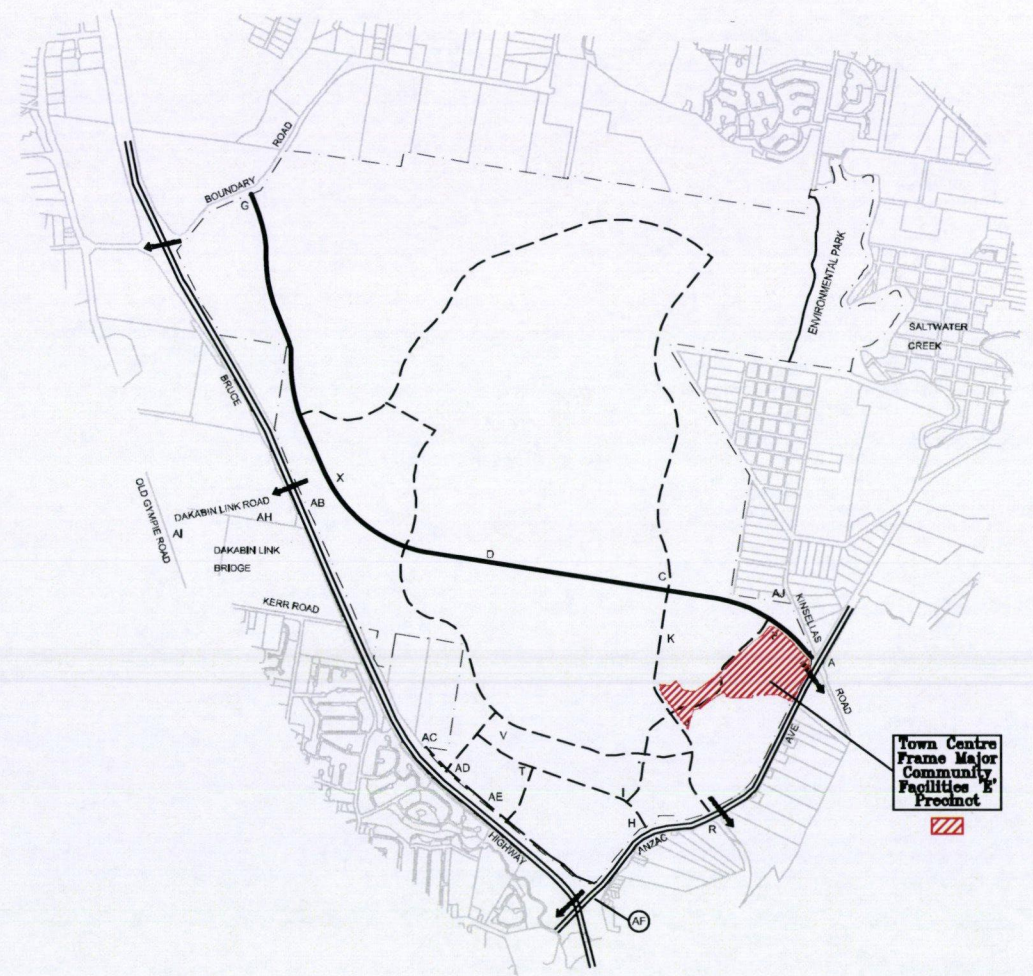 ROAD
BOUNDARY
G
ENVIRONMENTAL PARK
SALTWATER
CREEK
BRUCE
OLD GYMPIE ROAD
DAKABIN LINK ROAD
AH
AI
AB
X
DAKABIN LINK
BRIDGE
D
C
AJ
KINSELLAS
KERR ROAD
K
A
ROAD
AC
V
AVE
AD
T
AE
I
H
R
ANZAC
HIGHWAY
AF
Town Centre
Frame Major
Community
Facilities 'E'
Precinct